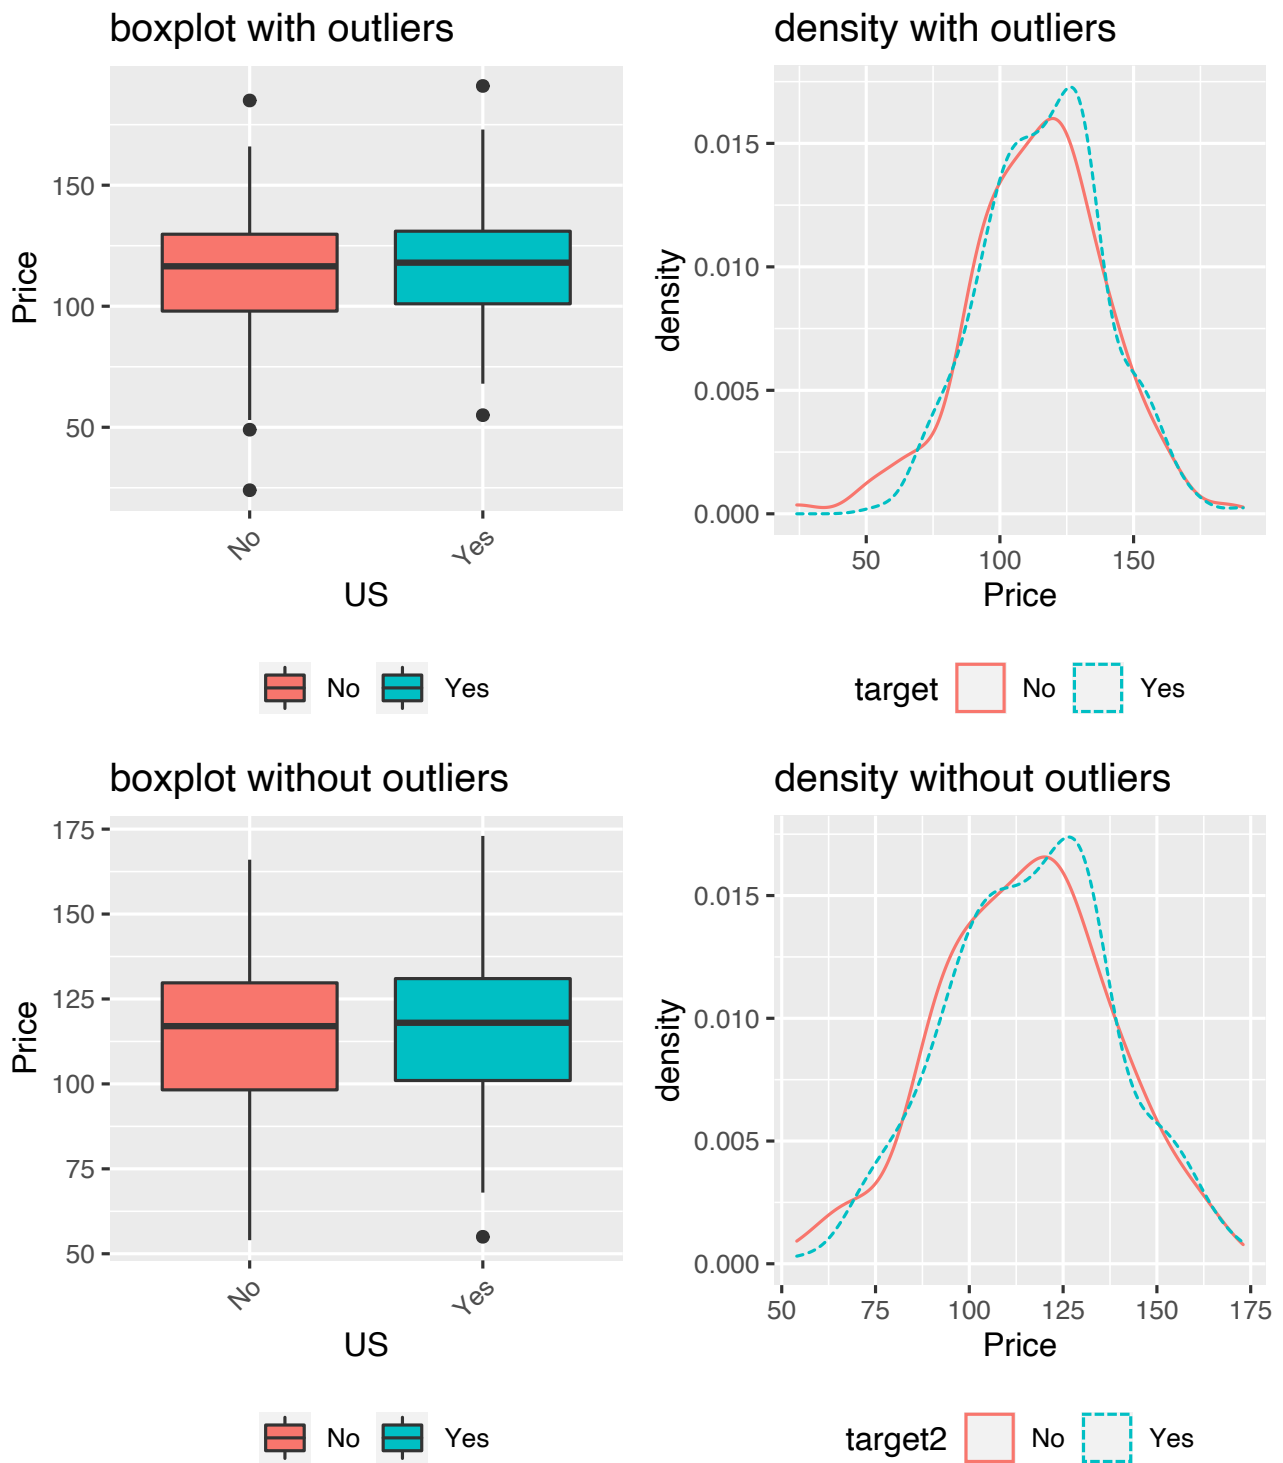 boxplot with outliers
150
100
50
Price
No
Yes
US
No Yes
density with outliers
0.015
0.010
0.005
0.000
density
50 100 150
Price
target No Yes
boxplot without outliers
175
150
125
100
75
50
Price
No
Yes
US
No Yes
density without outliers
0.015
0.010
0.005
0.000
density
50 75 100 125 150 175
Price
target2 No Yes